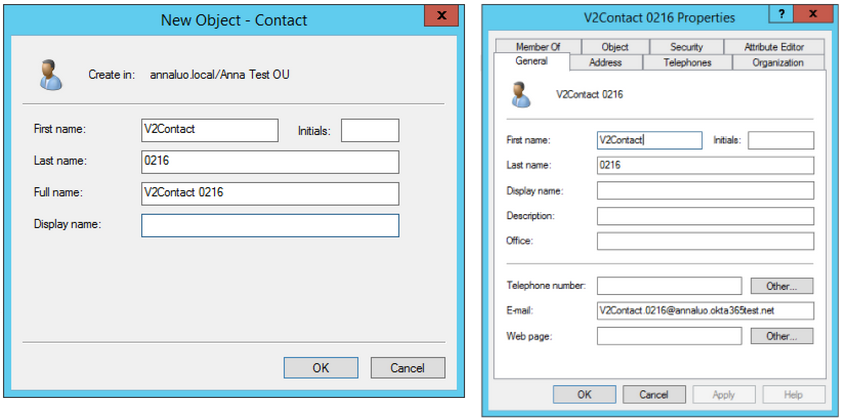 New Object - Contact
x
Create in: annaluo.local/Anna Test OU
First name: V2Contact Initials:
Last name: 0216
Full name: V2Contact 0216
Display name:
OK Cancel
V2Contact 0216 Properties
? x
Member Of Object Security Attribute Editor
General Address Telephones Organization
V2Contact 0216
First name: V2Contact Initials:
Last name: 0216
Display name:
Description:
Office:
Telephone number: Other...
E-mail: V2Contact.0216@annaluo.okta365test.net
Web page: Other...
OK Cancel Apply Help